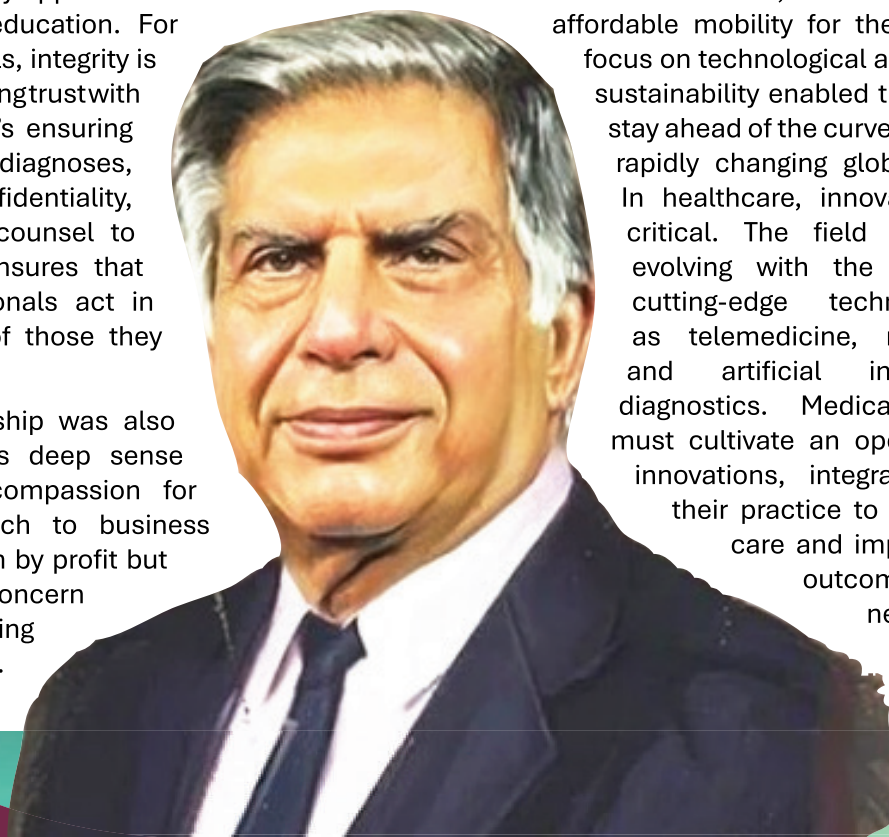 education. For
s, integrity is
ngtrustwith
's ensuring
diagnoses,
fidentiality,
counsel to
nsures that
onals act in
of those they
ship was also
s deep sense
compassion for
ch to business
n by profit but
oncern
ing
.
affordable mobility for the
focus on technological a
sustainability enabled t
stay ahead of the curve
rapidly changing glob
In healthcare, innova
critical. The field
evolving with the
cutting-edge techn
as telemedicine, r
and artificial in
diagnostics. Medica
must cultivate an ope
innovations, integra
their practice to
care and imp
outcom
ne